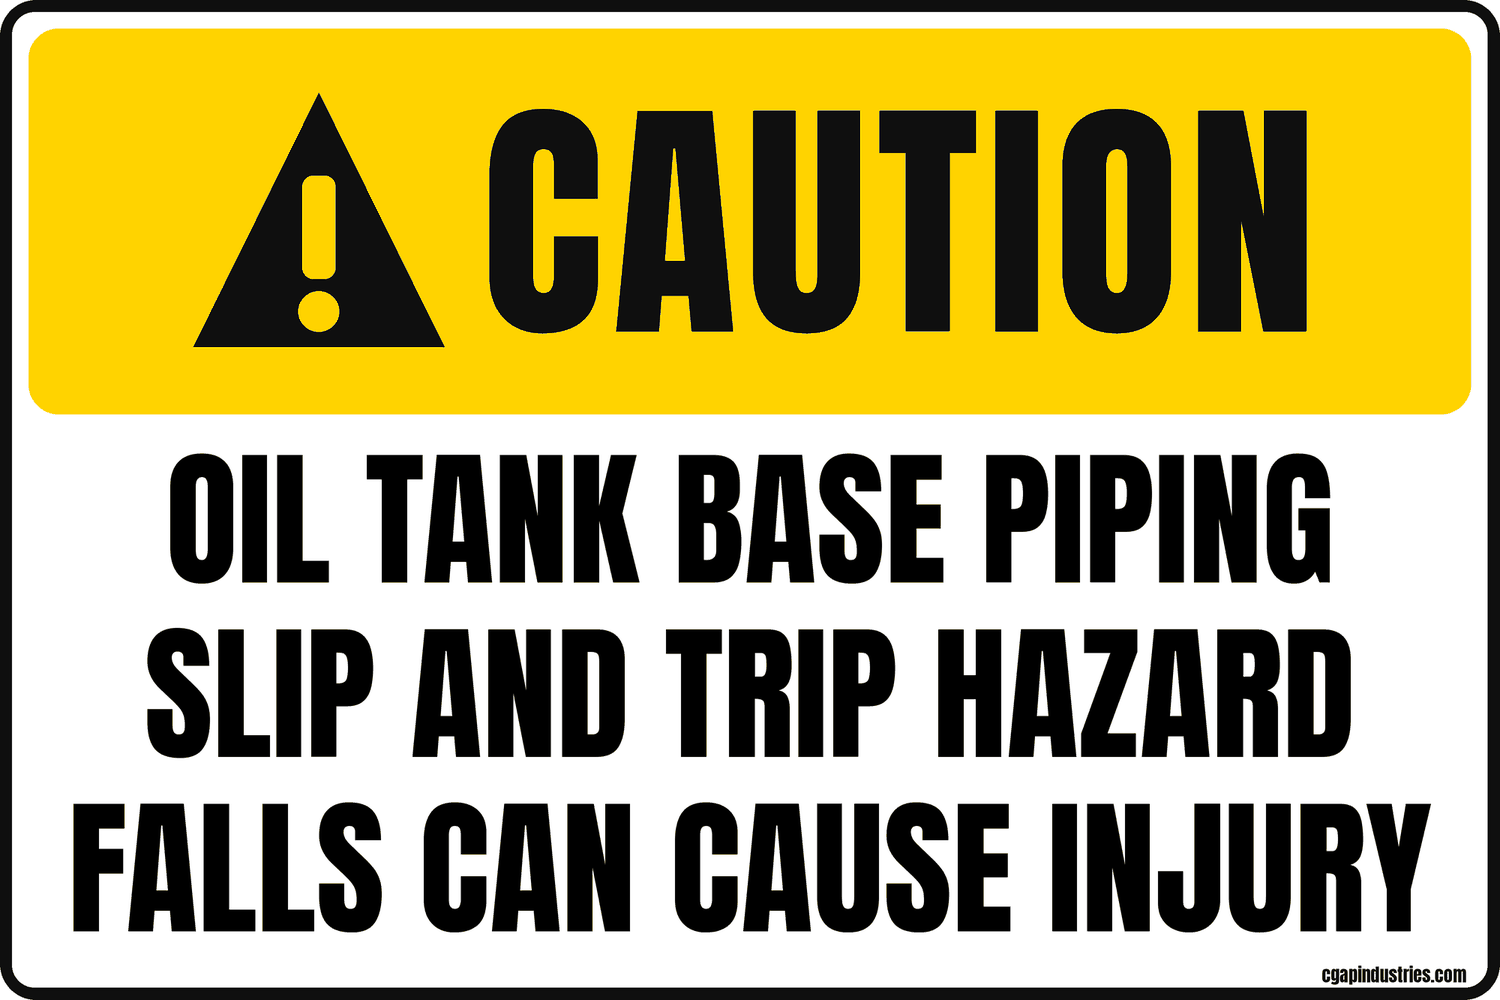 CAUTION
OIL TANK BASE PIPING
SLIP AND TRIP HAZARD
FALLS CAN CAUSE INJURY
cgapindustries.com